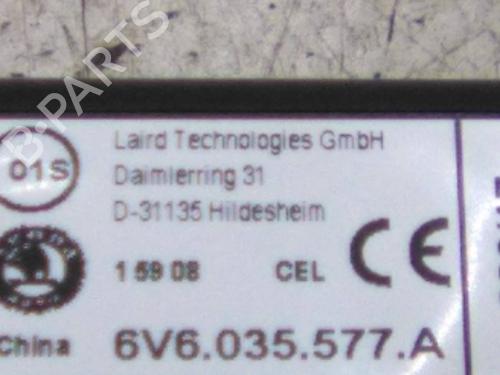 B-PARTS
Laird Technologies GmbH
01S
Daimlerring 31
D-31135 Hildesheim
1 59 08 CEL CE
China 6V6.035.577.A